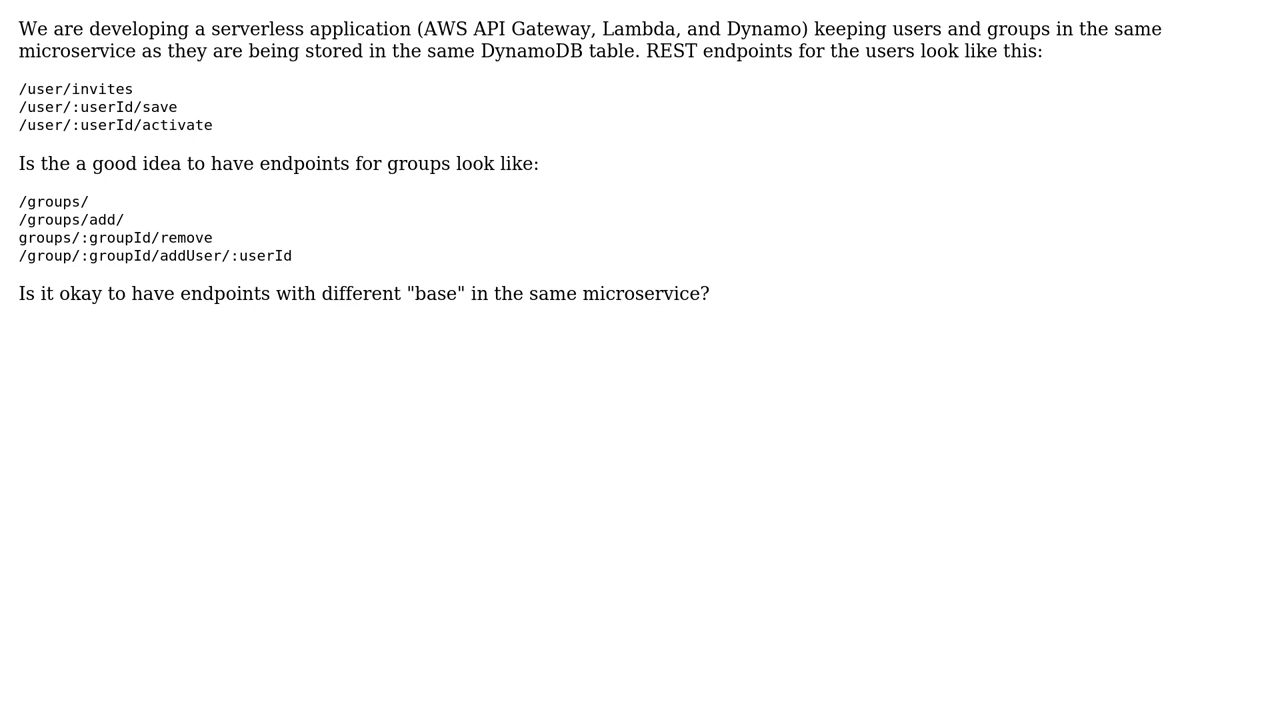 We are developing a serverless application (AWS API Gateway, Lambda, and Dynamo) keeping users and groups in the same
microservice as they are being stored in the same DynamoDB table. REST endpoints for the users look like this:
/user/invites
/user/:userId/save
/user/:userId/activate
Is the a good idea to have endpoints for groups look like:
/groups/
/groups/add/
groups/:groupId/remove
/group/:groupId/addUser/:userId
Is it okay to have endpoints with different "base" in the same microservice?